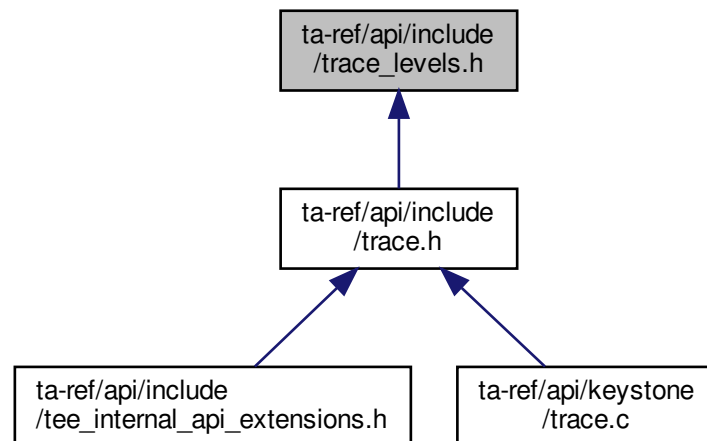 ta-ref/api/include
/trace_levels.h
ta-ref/api/include
/trace.h
ta-ref/api/include
/tee_internal_api_extensions.h
ta-ref/api/keystone
/trace.c